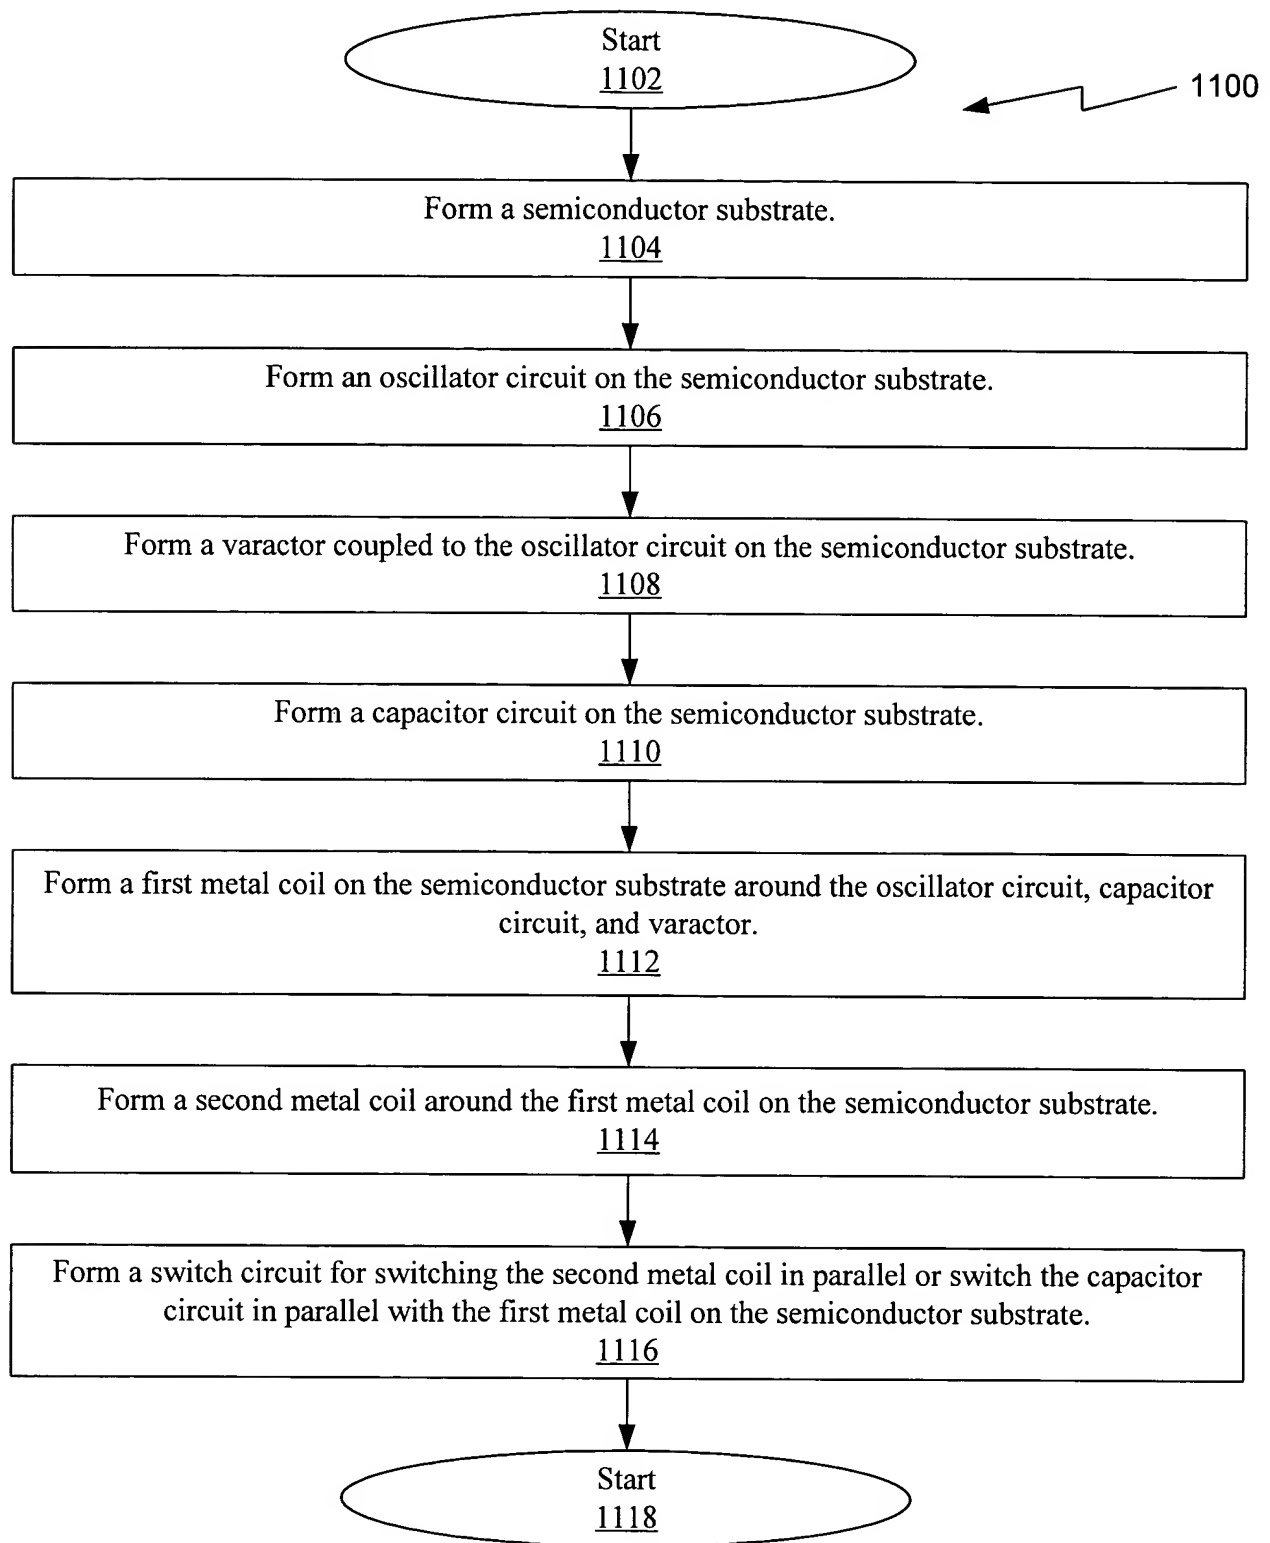 Start
1102
1100
Form a semiconductor substrate.
1104
Form an oscillator circuit on the semiconductor substrate.
1106
Form a varactor coupled to the oscillator circuit on the semiconductor substrate.
1108
Form a capacitor circuit on the semiconductor substrate.
1110
Form a first metal coil on the semiconductor substrate around the oscillator circuit, capacitor
circuit, and varactor.
1112
Form a second metal coil around the first metal coil on the semiconductor substrate.
1114
Form a switch circuit for switching the second metal coil in parallel or switch the capacitor
circuit in parallel with the first metal coil on the semiconductor substrate.
1116
Start
1118